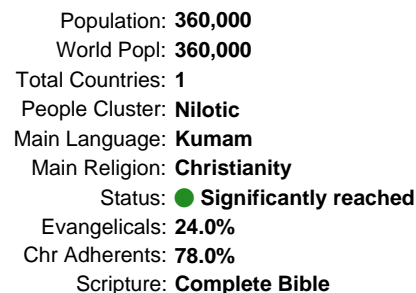 Population: 360,000
World Popl: 360,000
Total Countries: 1
People Cluster: Nilotic
Main Language: Kumam
Main Religion: Christianity
Status: Significantly reached
Evangelicals: 24.0%
Chr Adherents: 78.0%
Scripture: Complete Bible